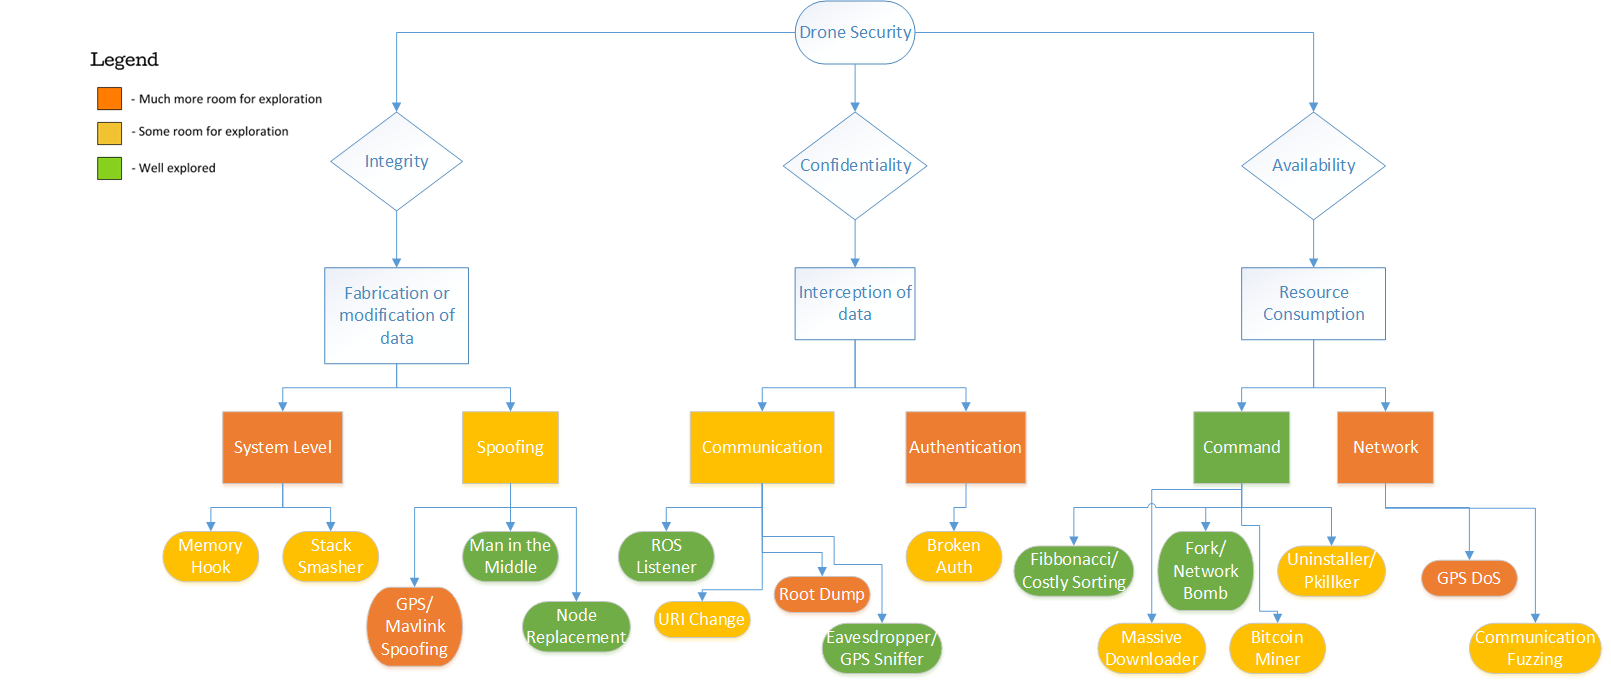 Drone Security
Legend
- Much more room for exploration
- Some room for exploration
- Well explored
Integrity
Confidentiality
Availability
Fabrication or
modification of
data
Interception of
data
Resource
Consumption
System Level
Spoofing
Communication
Authentication
Command
Network
Memory
Hook
Stack
Smasher
GPS/
Mavlink
Spoofing
Man in the
Middle
Node
Replacement
ROS
Listener
URI Change
Root Dump
Eavesdropper/
GPS Sniffer
Broken
Auth
Fibbonacci/
Costly Sorting
Massive
Downloader
Fork/
Network
Bomb
Bitcoin
Miner
Uninstaller/
Pkillker
GPS DoS
Communication
Fuzzing